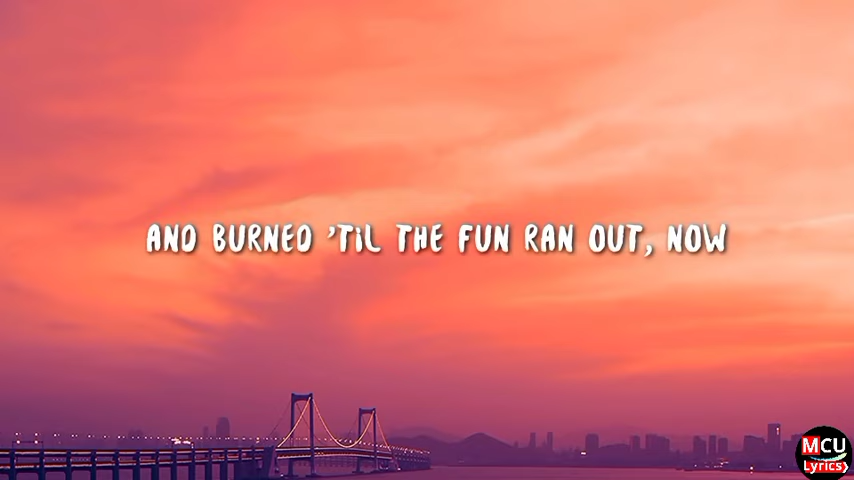 AND BURNED 'TiL THE FUN RAN OUT, NOW
MCU
Lyrics